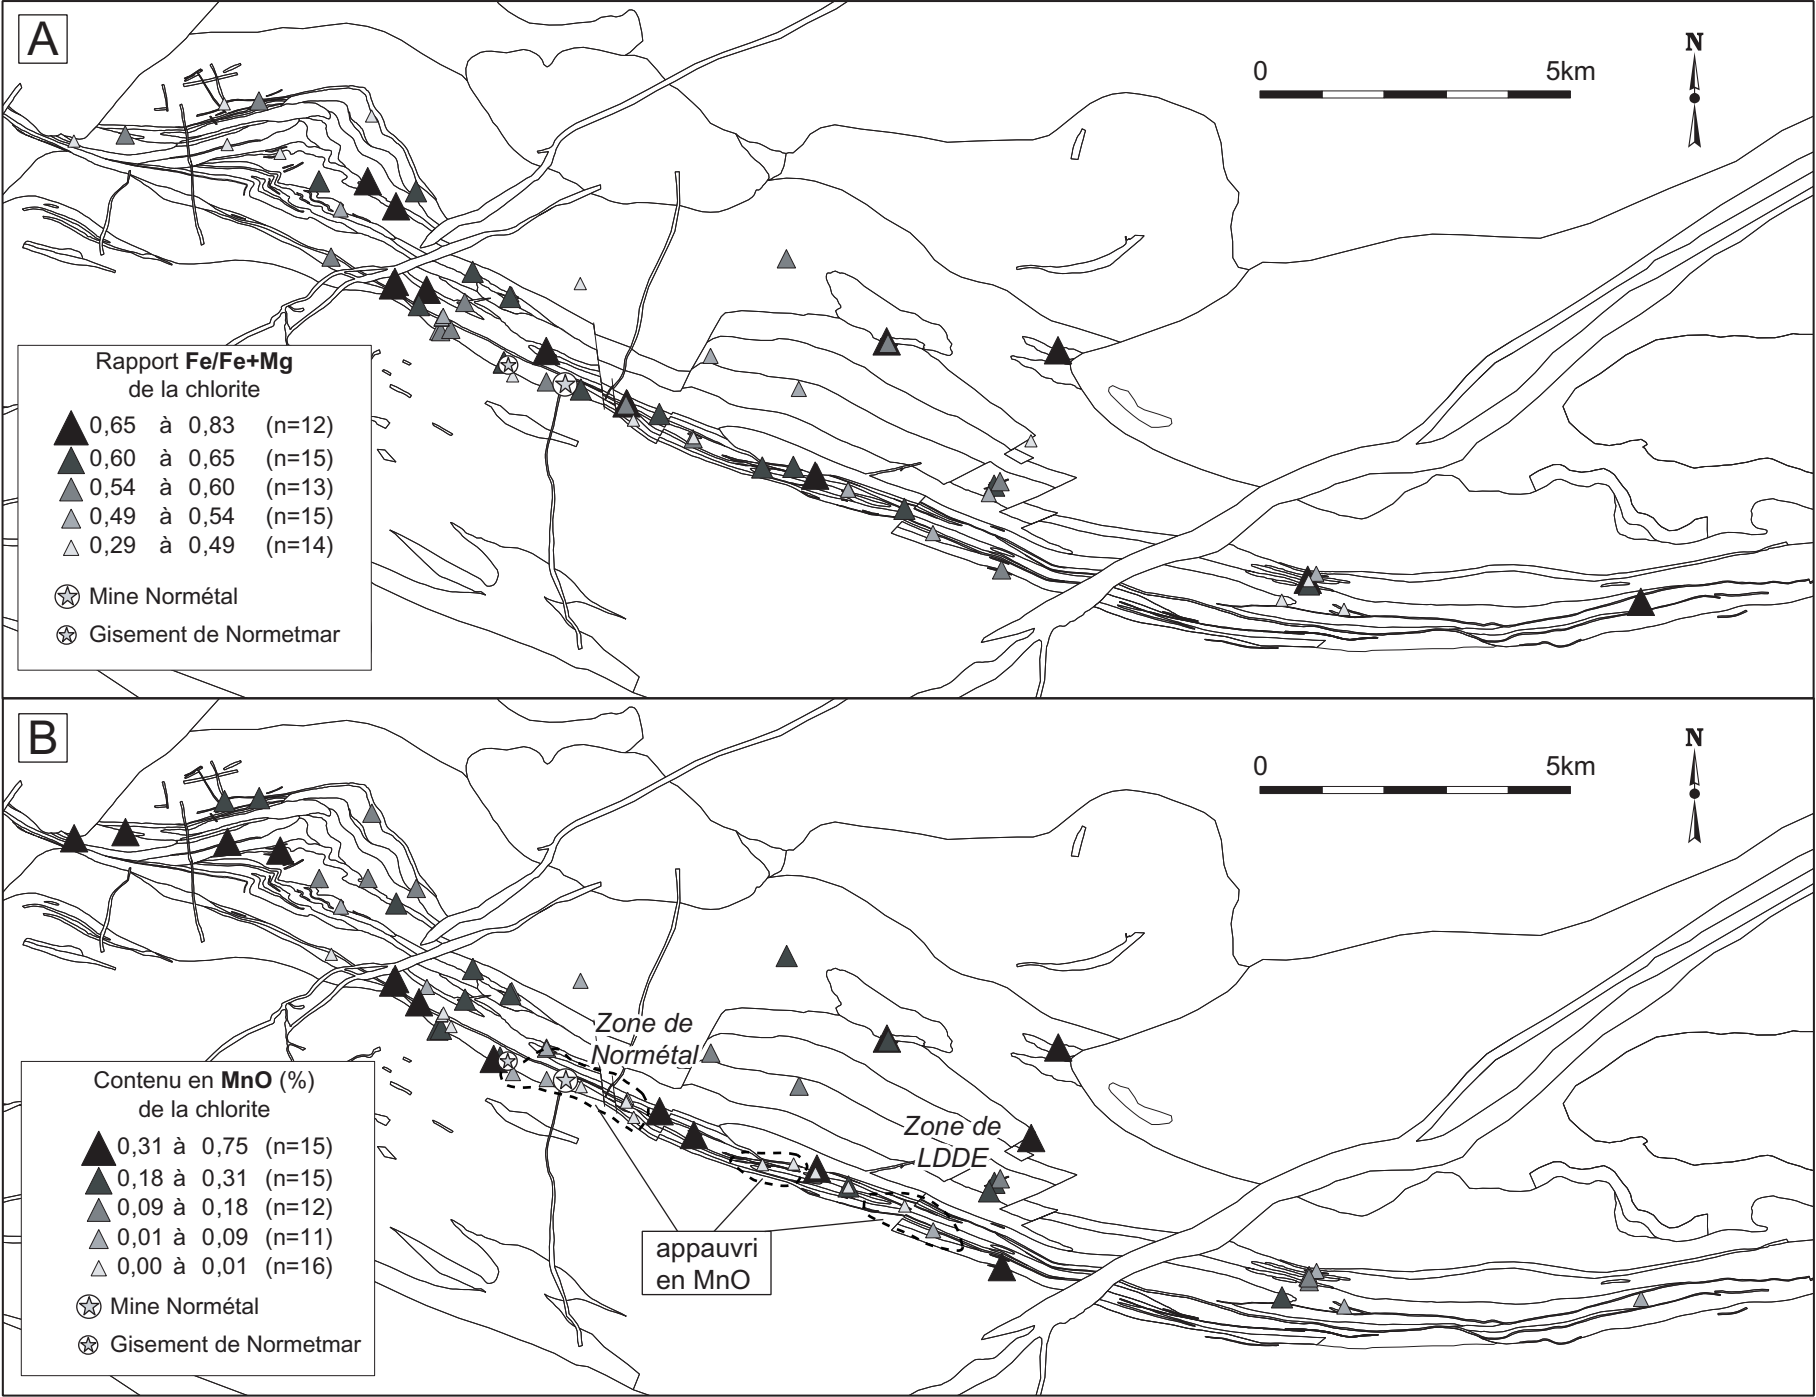 A
0 5km
N
Rapport Fe/Fe+Mg
de la chlorite
0,65 à 0,83 (n=12)
0,60 à 0,65 (n=15)
0,54 à 0,60 (n=13)
0,49 à 0,54 (n=15)
0,29 à 0,49 (n=14)
Mine Normétal
Gisement de Normetmar
B
0 5km
N
Zone de
Normétal
Zone de
LDDE
appauvri
en MnO
Contenu en MnO (%)
de la chlorite
0,31 à 0,75 (n=15)
0,18 à 0,31 (n=15)
0,09 à 0,18 (n=12)
0,01 à 0,09 (n=11)
0,00 à 0,01 (n=16)
Mine Normétal
Gisement de Normetmar